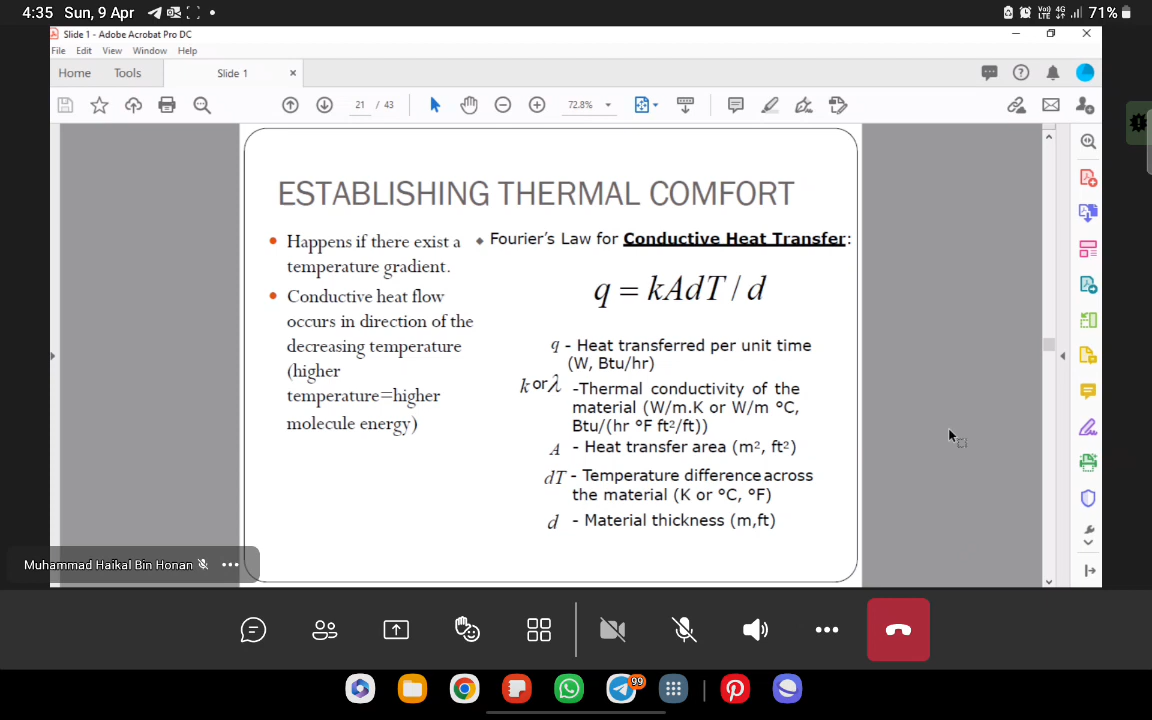 4:35 Sun, 9 Apr
Vo)) LTE 4G 71%
Slide 1 - Adobe Acrobat Pro DC
File Edit View Window Help
Home Tools Slide 1
21 / 43 72.8%
ESTABLISHING THERMAL COMFORT
• Happens if there exist a
temperature gradient.
• Conductive heat flow
occurs in direction of the
decreasing temperature
(higher
temperature=higher
molecule energy)
◆ Fourier's Law for Conductive Heat Transfer:
q = kAdT / d
q - Heat transferred per unit time
(W, Btu/hr)
k or λ -Thermal conductivity of the
material (W/m.K or W/m °C,
Btu/(hr °F ft²/ft))
A - Heat transfer area (m², ft²)
dT - Temperature difference across
the material (K or °C, °F)
d - Material thickness (m,ft)
Muhammad Haikal Bin Honan
99